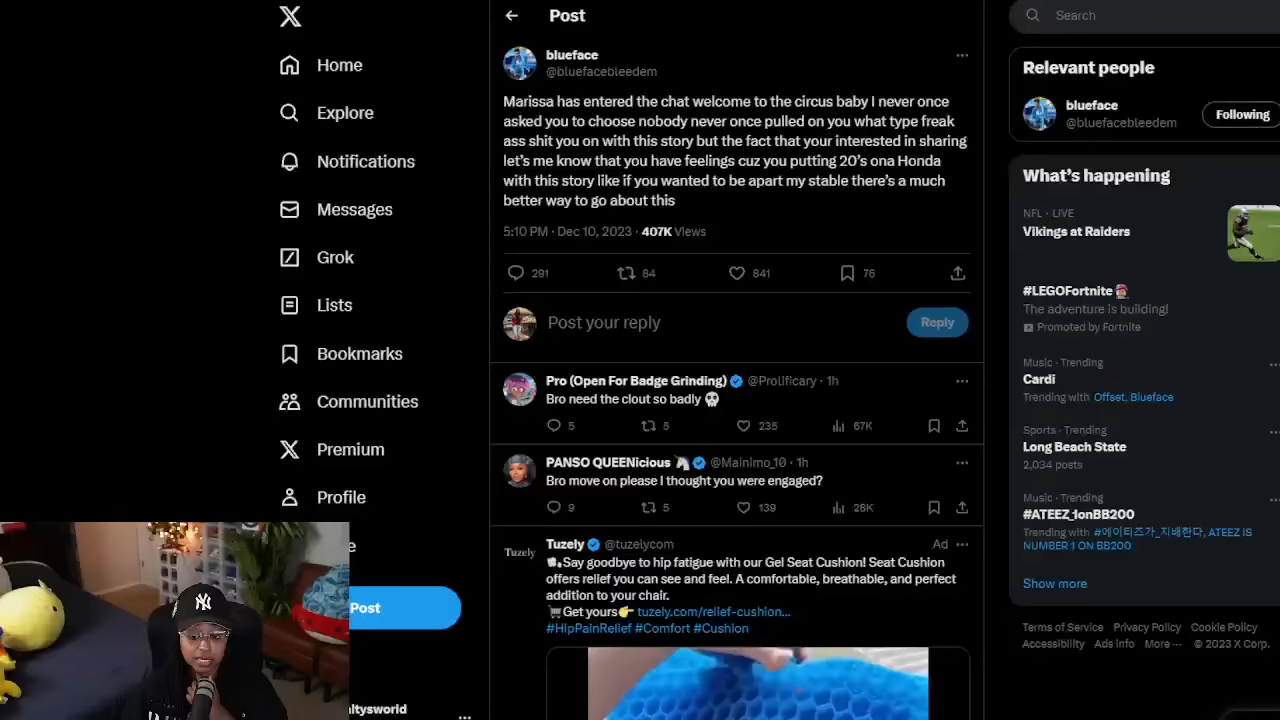 Home
Explore
Notifications
Messages
Grok
Lists
Bookmarks
Communities
Premium
Profile
Post
ltysworld
Post
blueface
@bluefacebleedem
Marissa has entered the chat welcome to the circus baby I never once
asked you to choose nobody never once pulled on you what type freak
ass shit you on with this story but the fact that your interested in sharing
let's me know that you have feelings cuz you putting 20's ona Honda
with this story like if you wanted to be apart my stable there's a much
better way to go about this
5:10 PM · Dec 10, 2023 · 407K Views
291 84 841 76
Post your reply
Reply
Pro (Open For Badge Grinding) @Prolificary · 1h
Bro need the clout so badly 💀
5 5 235 67K
PANSO QUEENicious 🦄 @MainImo_10 · 1h
Bro move on please I thought you were engaged?
9 5 139 26K
Tuzely
Tuzely @tuzelycom Ad
Say goodbye to hip fatigue with our Gel Seat Cushion! Seat Cushion
offers relief you can see and feel. A comfortable, breathable, and perfect
addition to your chair.
🛒Get yours👉 tuzely.com/relief-cushion...
#HipPainRelief #Comfort #Cushion
Search
Relevant people
blueface
@bluefacebleedem
Following
What's happening
NFL · LIVE
Vikings at Raiders
#LEGOFortnite
The adventure is building!
Promoted by Fortnite
Music · Trending
Cardi
Trending with Offset, Blueface
Sports · Trending
Long Beach State
2,034 posts
Music · Trending
#ATEEZ_1onBB200
Trending with #에이티즈가_지배한다, ATEEZ IS
NUMBER 1 ON BB200
Show more
Terms of Service Privacy Policy Cookie Policy
Accessibility Ads info More ··· © 2023 X Corp.